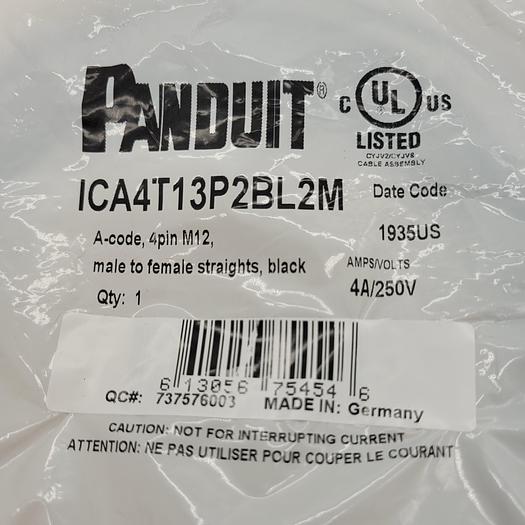 PANDUIT®
C UL US
LISTED
CYJV2/CYJV8
CABLE ASSEMBLY
ICA4T13P2BL2M
Date Code
A-code, 4pin M12,
1935US
male to female straights, black
AMPS/VOLTS
Qty: 1
4A/250V
6 13056 75454 6
QC#: 737576003 MADE IN: Germany
CAUTION: NOT FOR INTERRUPTING CURRENT
ATTENTION: NE PAS UTILISER POUR COUPER LE COURANT